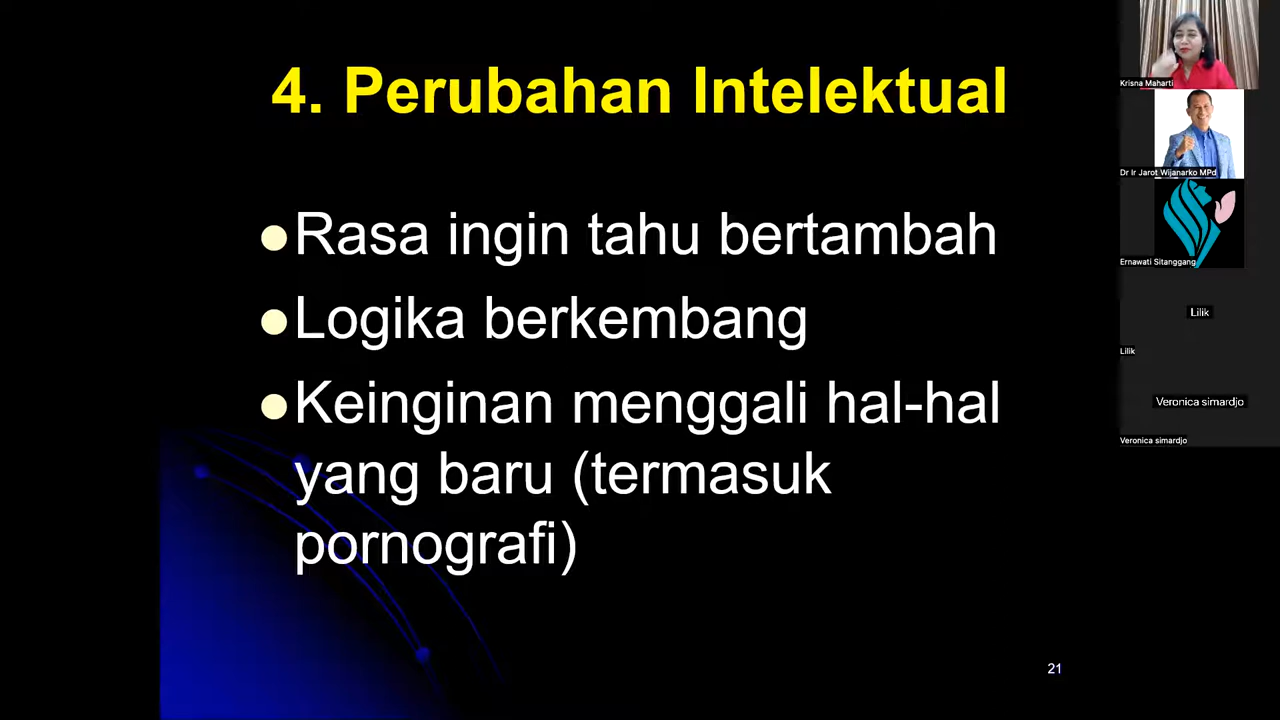 4. Perubahan Intelektual
Rasa ingin tahu bertambah
Logika berkembang
Keinginan menggali hal-hal
yang baru (termasuk
pornografi)
21
Krisna Maharti
Dr Ir Jarot Wijanarko MPd
Ernawati Sitanggang
Lilik
Lilik
Veronica simardjo
Veronica simardjo